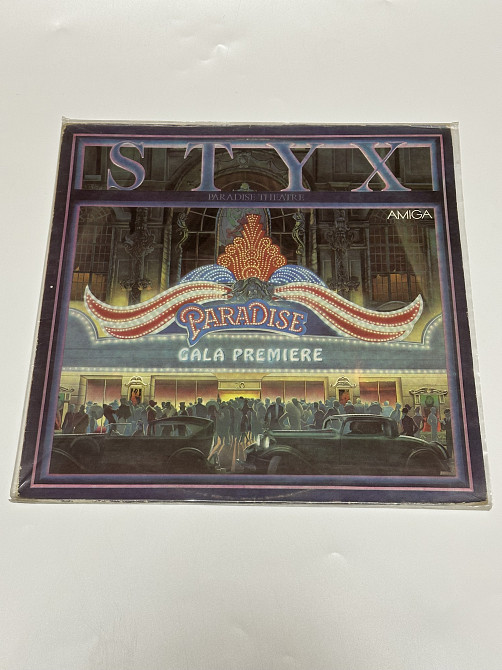 STYX
PARADISE THEATRE
AMIGA
PARADISE
GALA PREMIERE